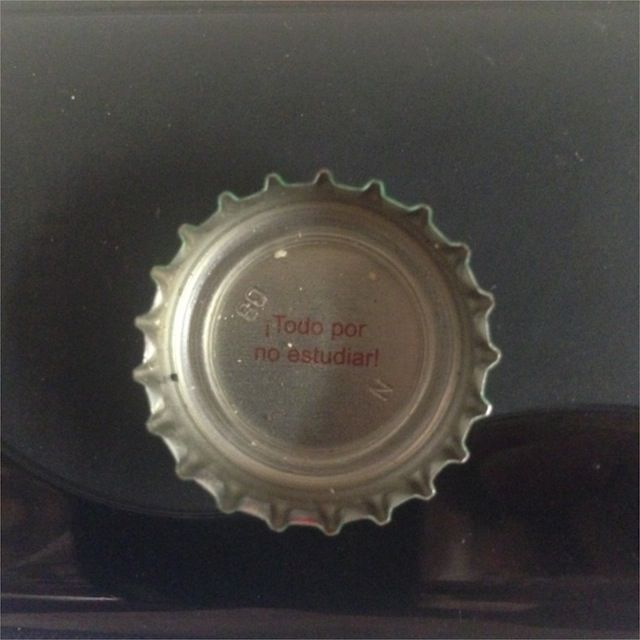 ¡Todo por
no estudiar!
N